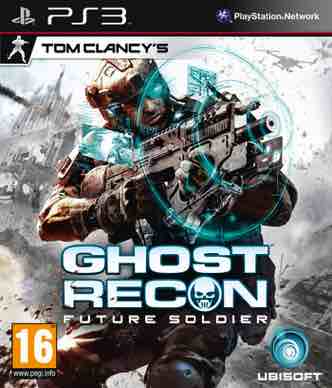 PS3
PlayStation®Network
TOM CLANCY'S
GHOST
RECON
FUTURE SOLDIER
16
www.pegi.info
UBISOFT